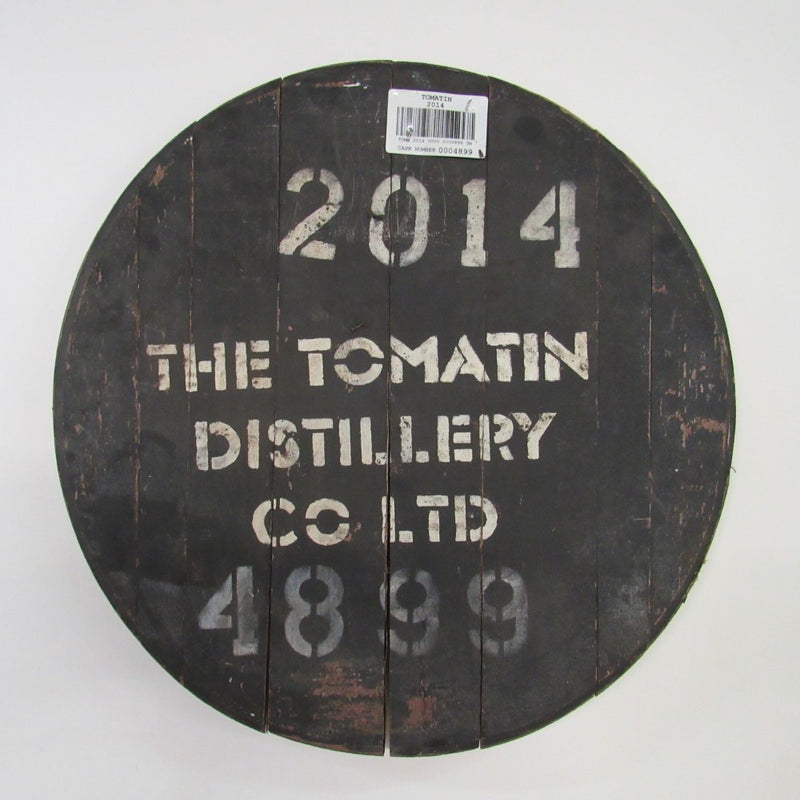 TOMATIN
2014
CASK NUMBER 0004899
2014
THE TOMATIN
DISTILLERY
CO LTD
4899